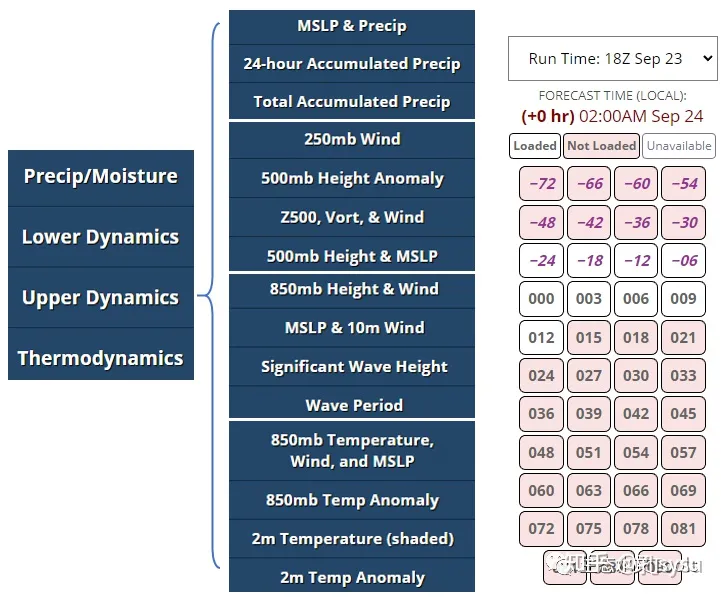 Precip/Moisture
Lower Dynamics
Upper Dynamics
Thermodynamics
MSLP & Precip
24-hour Accumulated Precip
Total Accumulated Precip
250mb Wind
500mb Height Anomaly
Z500, Vort, & Wind
500mb Height & MSLP
850mb Height & Wind
MSLP & 10m Wind
Significant Wave Height
Wave Period
850mb Temperature,
Wind, and MSLP
850mb Temp Anomaly
2m Temperature (shaded)
2m Temp Anomaly
Run Time: 18Z Sep 23
FORECAST TIME (LOCAL):
(+0 hr) 02:00AM Sep 24
Loaded Not Loaded Unavailable
−72 −66 −60 −54
−48 −42 −36 −30
−24 −18 −12 −06
000 003 006 009
012 015 018 021
024 027 030 033
036 039 042 045
048 051 054 057
060 063 066 069
072 075 078 081